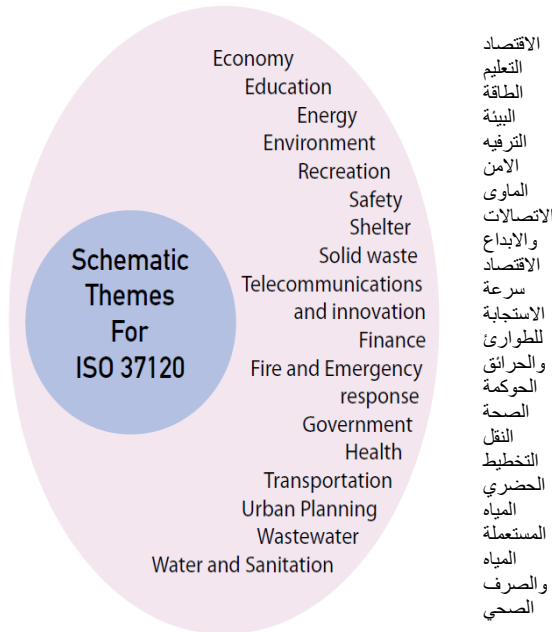 Economy
Education
Energy
Environment
Recreation
Safety
Shelter
Solid waste
Telecommunications
and innovation
Finance
Fire and Emergency
response
Government
Health
Transportation
Urban Planning
Wastewater
Water and Sanitation
Schematic
Themes
For
ISO 37120
الاقتصاد
التعليم
الطاقة
البيئة
الترفيه
الامن
الماوى
الاتصالات
والابداع
الاقتصاد
سرعة
الاستجابة
للطوارئ
والحرائق
الحوكمة
الصحة
النقل
التخطيط
الحضري
المياه
المستعملة
المياه
والصرف
الصحي